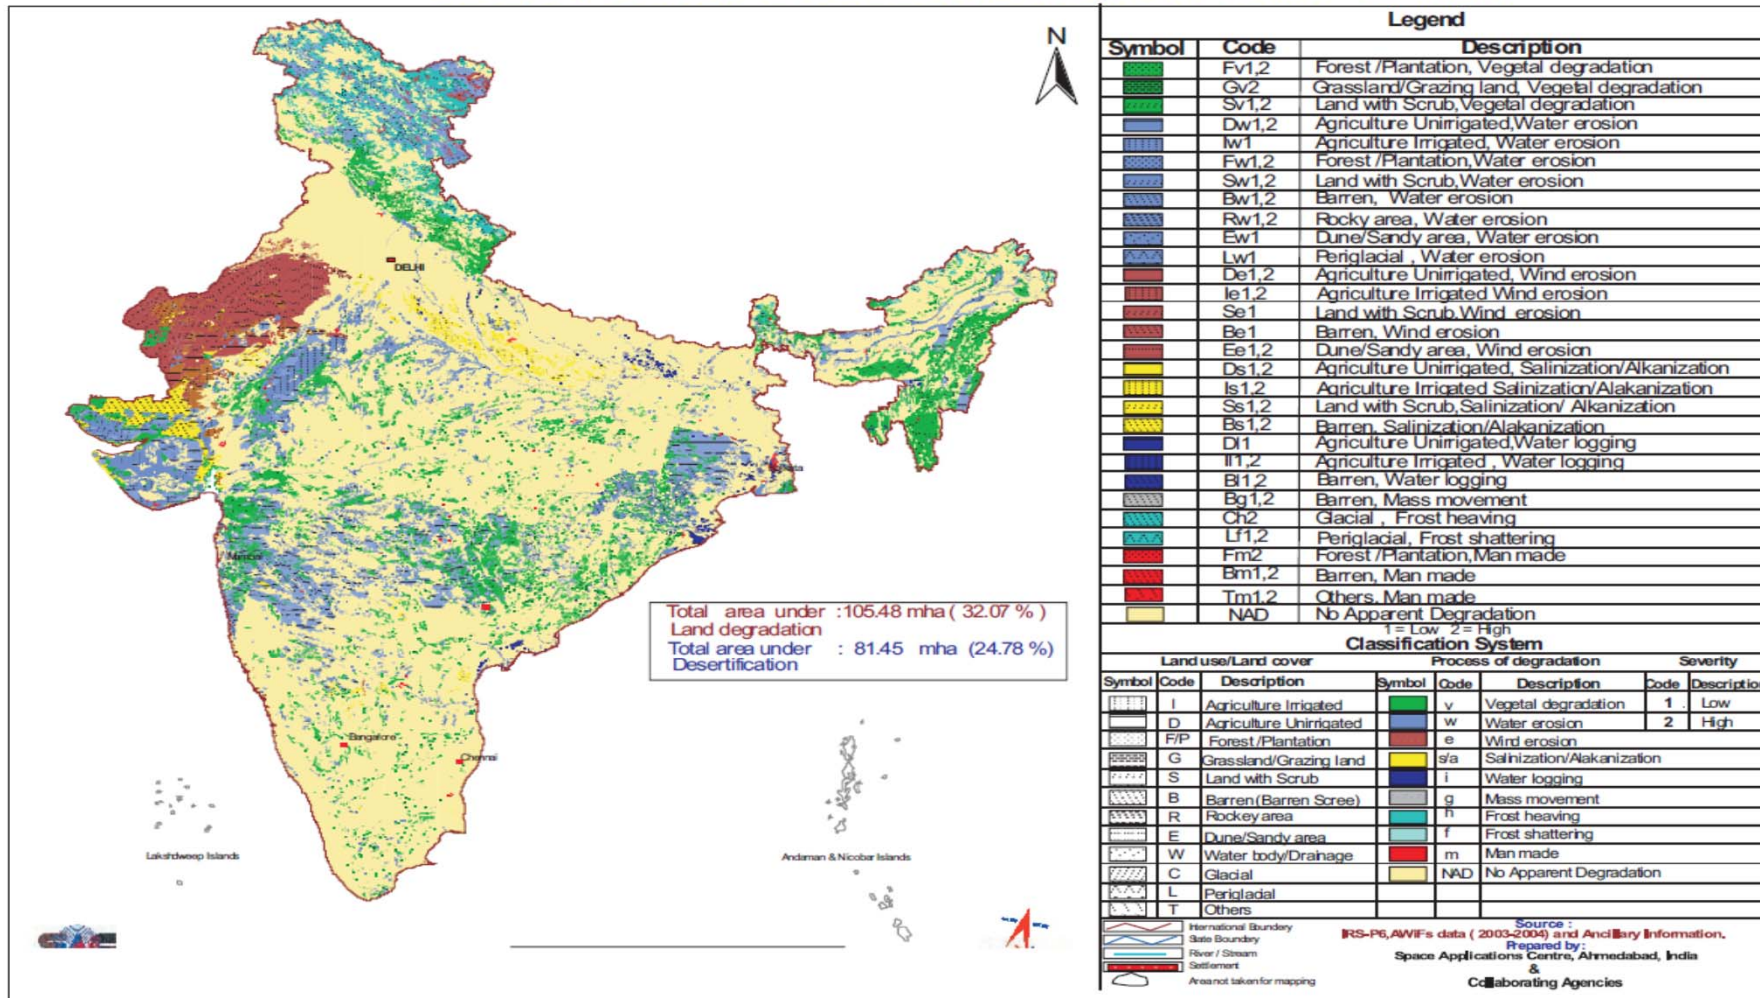 N
DELHI
Mumbai
Bangalore
Chennai
Total area under :105.48 mha ( 32.07 % )
Land degradation
Total area under : 81.45 mha (24.78 %)
Desertification
Lakshdweep Islands
Andaman & Nicobar Islands
Legend
Symbol Code Description
Fv1,2 Forest /Plantation, Vegetal degradation
Gv2 Grassland/Grazing land, Vegetal degradation
Sv1,2 Land with Scrub,Vegetal degradation
Dw1,2 Agriculture Unirrigated,Water erosion
Iw1 Agriculture Irrigated, Water erosion
Fw1,2 Forest /Plantation,Water erosion
Sw1,2 Land with Scrub,Water erosion
Bw1,2 Barren, Water erosion
Rw1,2 Rocky area, Water erosion
Ew1 Dune/Sandy area, Water erosion
Lw1 Periglacial , Water erosion
De1,2 Agriculture Unirrigated, Wind erosion
Ie1,2 Agriculture Irrigated Wind erosion
Se1 Land with Scrub,Wind erosion
Be1 Barren, Wind erosion
Ee1,2 Dune/Sandy area, Wind erosion
Ds1,2 Agriculture Unirrigated, Salinization/Alkanization
Is1,2 Agriculture Irrigated Salinization/Alakanization
Ss1,2 Land with Scrub,Salinization/ Alkanization
Bs1,2 Barren, Salinization/Alakanization
Dl1 Agriculture Unirrigated,Water logging
Il1,2 Agriculture Irrigated , Water logging
Bl1,2 Barren, Water logging
Bg1,2 Barren, Mass movement
Ch2 Glacial , Frost heaving
Lf1,2 Periglacial, Frost shattering
Fm2 Forest /Plantation,Man made
Bm1,2 Barren, Man made
Tm1,2 Others, Man made
NAD No Apparent Degradation
1 = Low 2 = High
Classification System
Land use/Land cover Process of degradation Severity
Symbol Code Description Symbol Code Description Code Description
I Agriculture Irrigated v Vegetal degradation 1 . Low
D Agriculture Unirrigated w Water erosion 2 High
F/P Forest /Plantation e Wind erosion
G Grassland/Grazing land s/a Salinization/Alakanization
S Land with Scrub i Water logging
B Barren (Barren Scree) g Mass movement
R Rockey area h Frost heaving
E Dune/Sandy area f Frost shattering
W Water body/Drainage m Man made
C Glacial NAD No Apparent Degradation
L Periglacial
T Others
International Boundary
State Boundary
River / Stream
Settlement
Area not taken for mapping
Source :
IRS-P6,AWiFs data ( 2003-2004) and Ancillary Information.
Prepared by :
Space Applications Centre, Ahmedabad, India
&
Collaborating Agencies